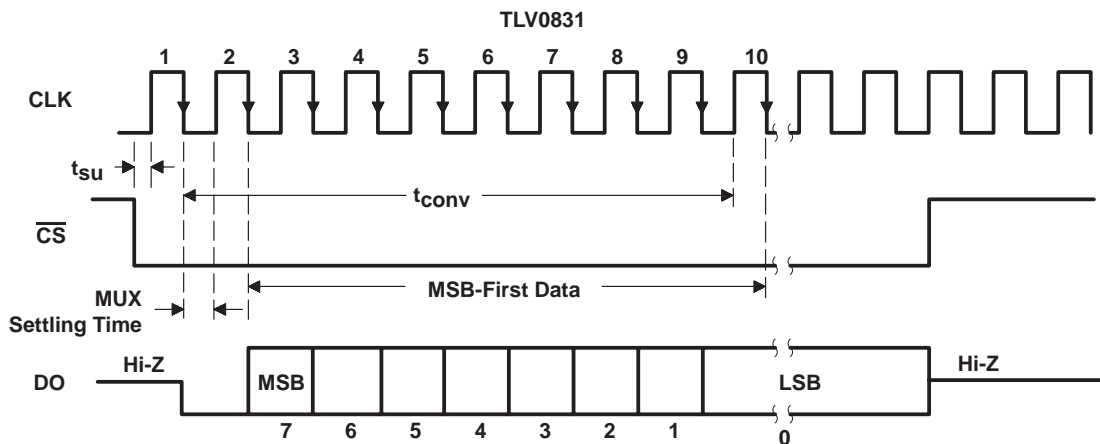 TLV0831
1 2 3 4 5 6 7 8 9 10
CLK
tsu
tconv
CS
MSB-First Data
MUX
Settling Time
Hi-Z
Hi-Z
DO
MSB
LSB
7 6 5 4 3 2 1 0